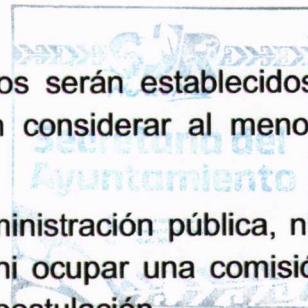 os serán establecidos
considerar al meno
Secretaría del
Ayuntamiento
ministración pública, n
ni ocupar una comisió